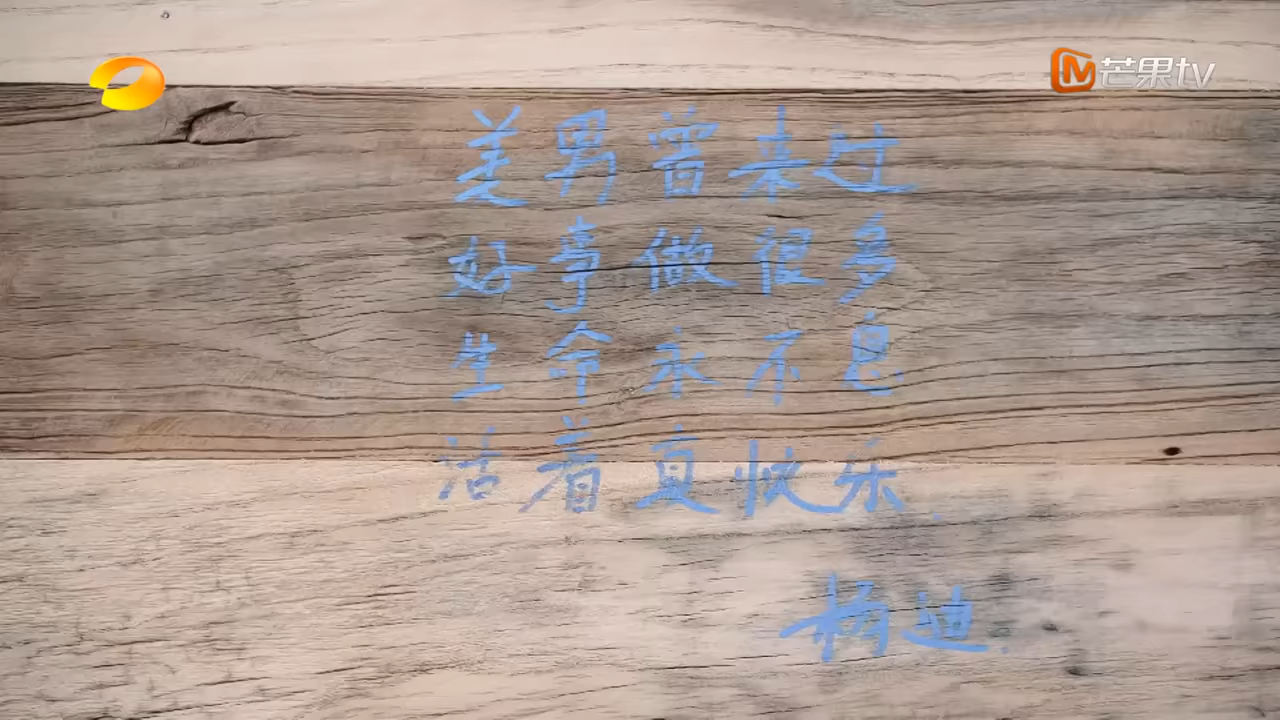 芒果tv
美男曾来过
好事做很多
生命永不息
活着真快乐.
杨迪.